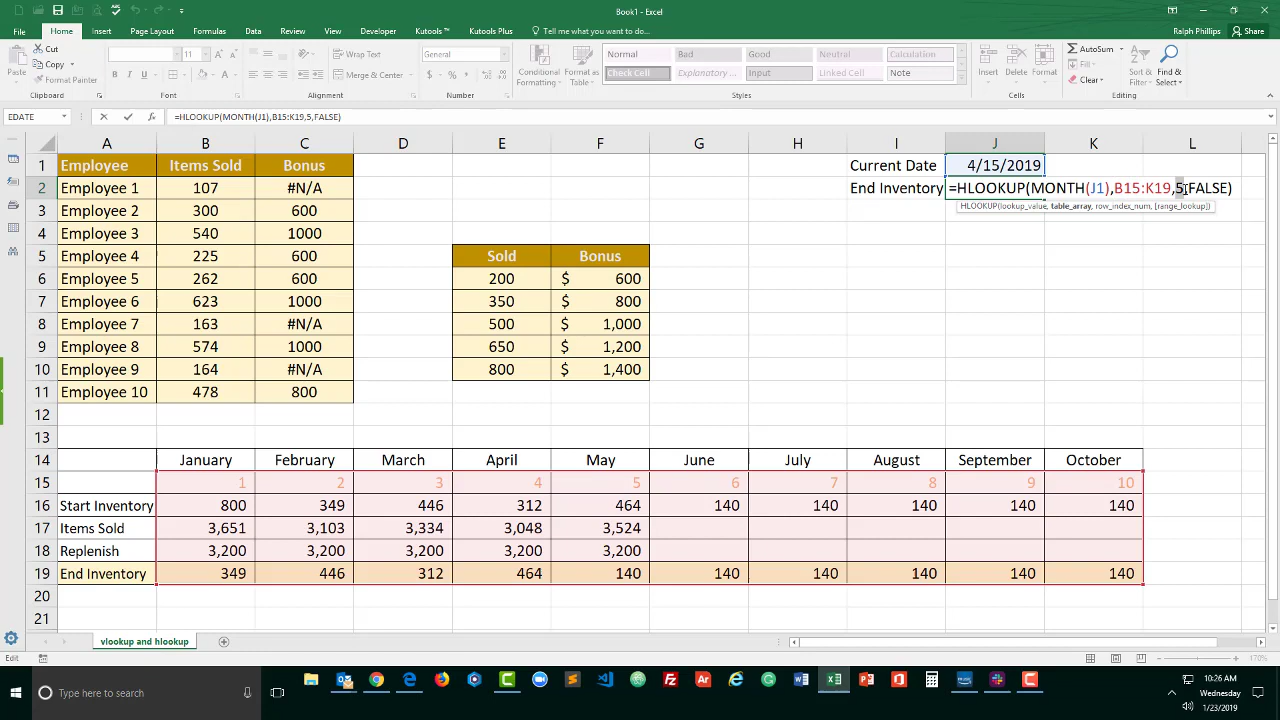 Book1 - Excel
File Home Insert Page Layout Formulas Data Review View Developer Kutools™ Kutools Plus Tell me what you want to do... Ralph Phillips Share
Cut
Copy
Format Painter
Paste
Clipboard
11
Font
Wrap Text
Merge & Center
Alignment
General
Number
Conditional Formatting
Format as Table
Normal Bad Good Neutral Calculation
Check Cell Explanatory ... Input Linked Cell Note
Styles
Insert Delete Format
Cells
AutoSum
Fill
Clear
Sort & Filter
Find & Select
Editing
EDATE =HLOOKUP(MONTH(J1),B15:K19,5,FALSE)
A B C D E F G H I J K L
1 Employee Items Sold Bonus Current Date 4/15/2019
2 Employee 1 107 #N/A End Inventory =HLOOKUP(MONTH(J1),B15:K19,5,FALSE)
HLOOKUP(lookup_value, table_array, row_index_num, [range_lookup])
3 Employee 2 300 600
4 Employee 3 540 1000
5 Employee 4 225 600 Sold Bonus
6 Employee 5 262 600 200 $ 600
7 Employee 6 623 1000 350 $ 800
8 Employee 7 163 #N/A 500 $ 1,000
9 Employee 8 574 1000 650 $ 1,200
10 Employee 9 164 #N/A 800 $ 1,400
11 Employee 10 478 800
12
13
14 January February March April May June July August September October
15 1 2 3 4 5 6 7 8 9 10
16 Start Inventory 800 349 446 312 464 140 140 140 140 140
17 Items Sold 3,651 3,103 3,334 3,048 3,524
18 Replenish 3,200 3,200 3,200 3,200 3,200
19 End Inventory 349 446 312 464 140 140 140 140 140 140
20
21
vlookup and hlookup
Edit 170%
Type here to search
10:26 AM
Wednesday
1/23/2019